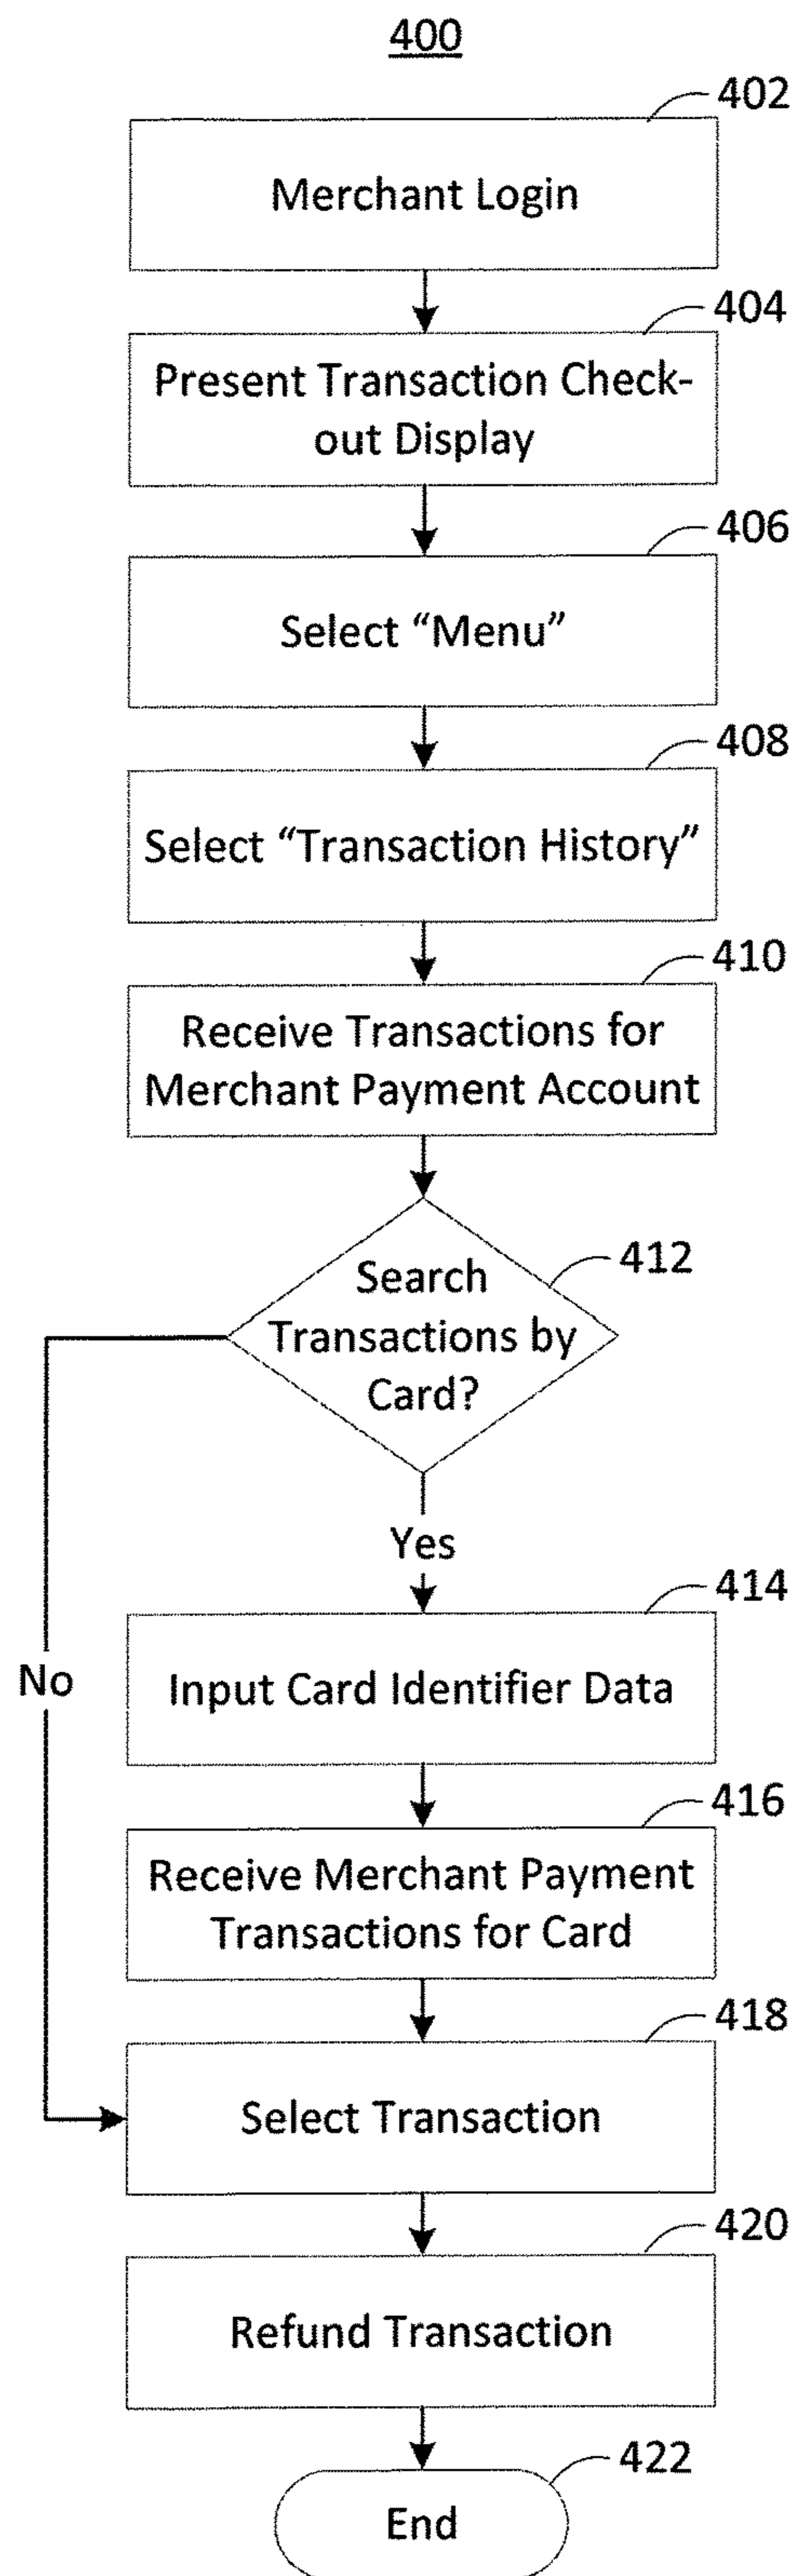 400
402
Merchant Login
404
Present Transaction Check-
out Display
406
Select “Menu”
408
Select “Transaction History”
410
Receive Transactions for
Merchant Payment Account
412
Search
Transactions by
Card?
Yes
No
414
Input Card Identifier Data
416
Receive Merchant Payment
Transactions for Card
418
Select Transaction
420
Refund Transaction
422
End